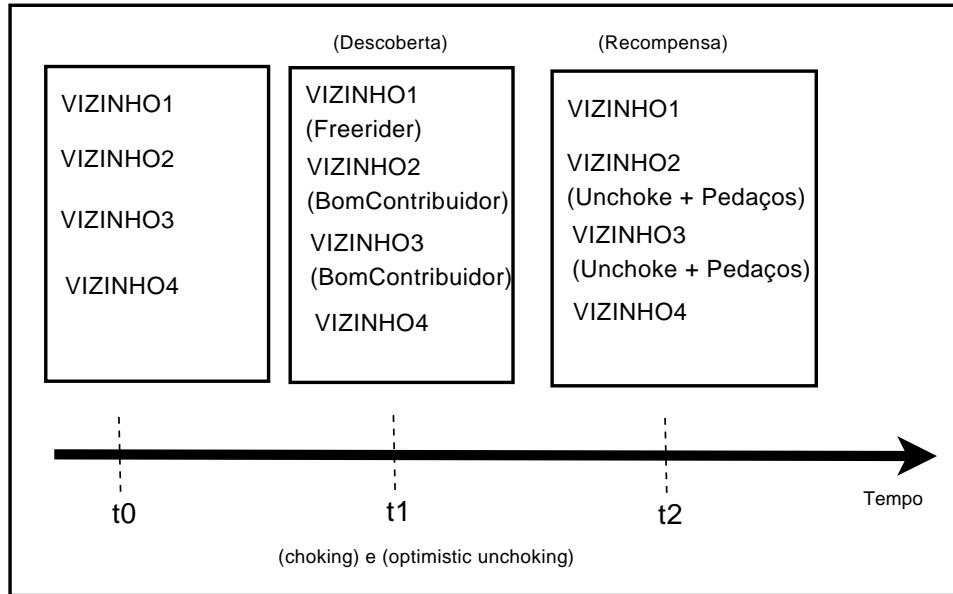 (Descoberta)
(Recompensa)
VIZINHO1
VIZINHO2
VIZINHO3
VIZINHO4
VIZINHO1
(Freerider)
VIZINHO2
(BomContribuidor)
VIZINHO3
(BomContribuidor)
VIZINHO4
VIZINHO1
VIZINHO2
(Unchoke + Pedaços)
VIZINHO3
(Unchoke + Pedaços)
VIZINHO4
t0
t1
t2
Tempo
(choking) e (optimistic unchoking)